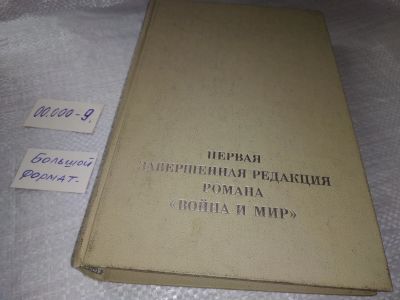 00.000-9.
Большой
формат-
ПЕРВАЯ
ЗАВЕРШЕННАЯ РЕДАКЦИЯ
РОМАНА
«ВОЙНА И МИР»